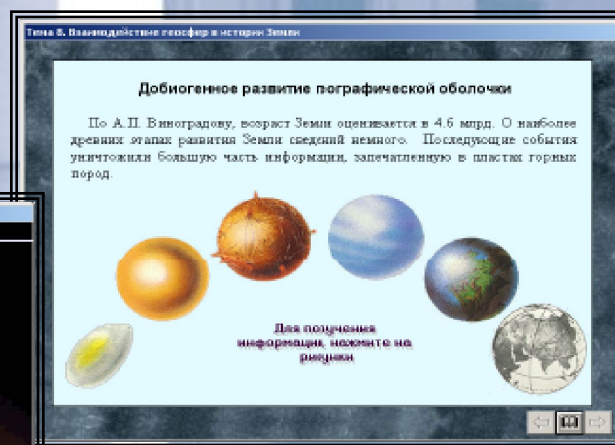 Тема 8. Взаимодействие геосфер в истории Земли
Добиогенное развитие географической оболочки
По А.П. Виноградову, возраст Земли оценивается в 4.6 млрд. О наиболее
древних этапах развития Земли сведений немного. Последующие события
уничтожили большую часть информации, запечатленную в пластах горных
пород.
Для получения
информации, нажмите на
рисунки